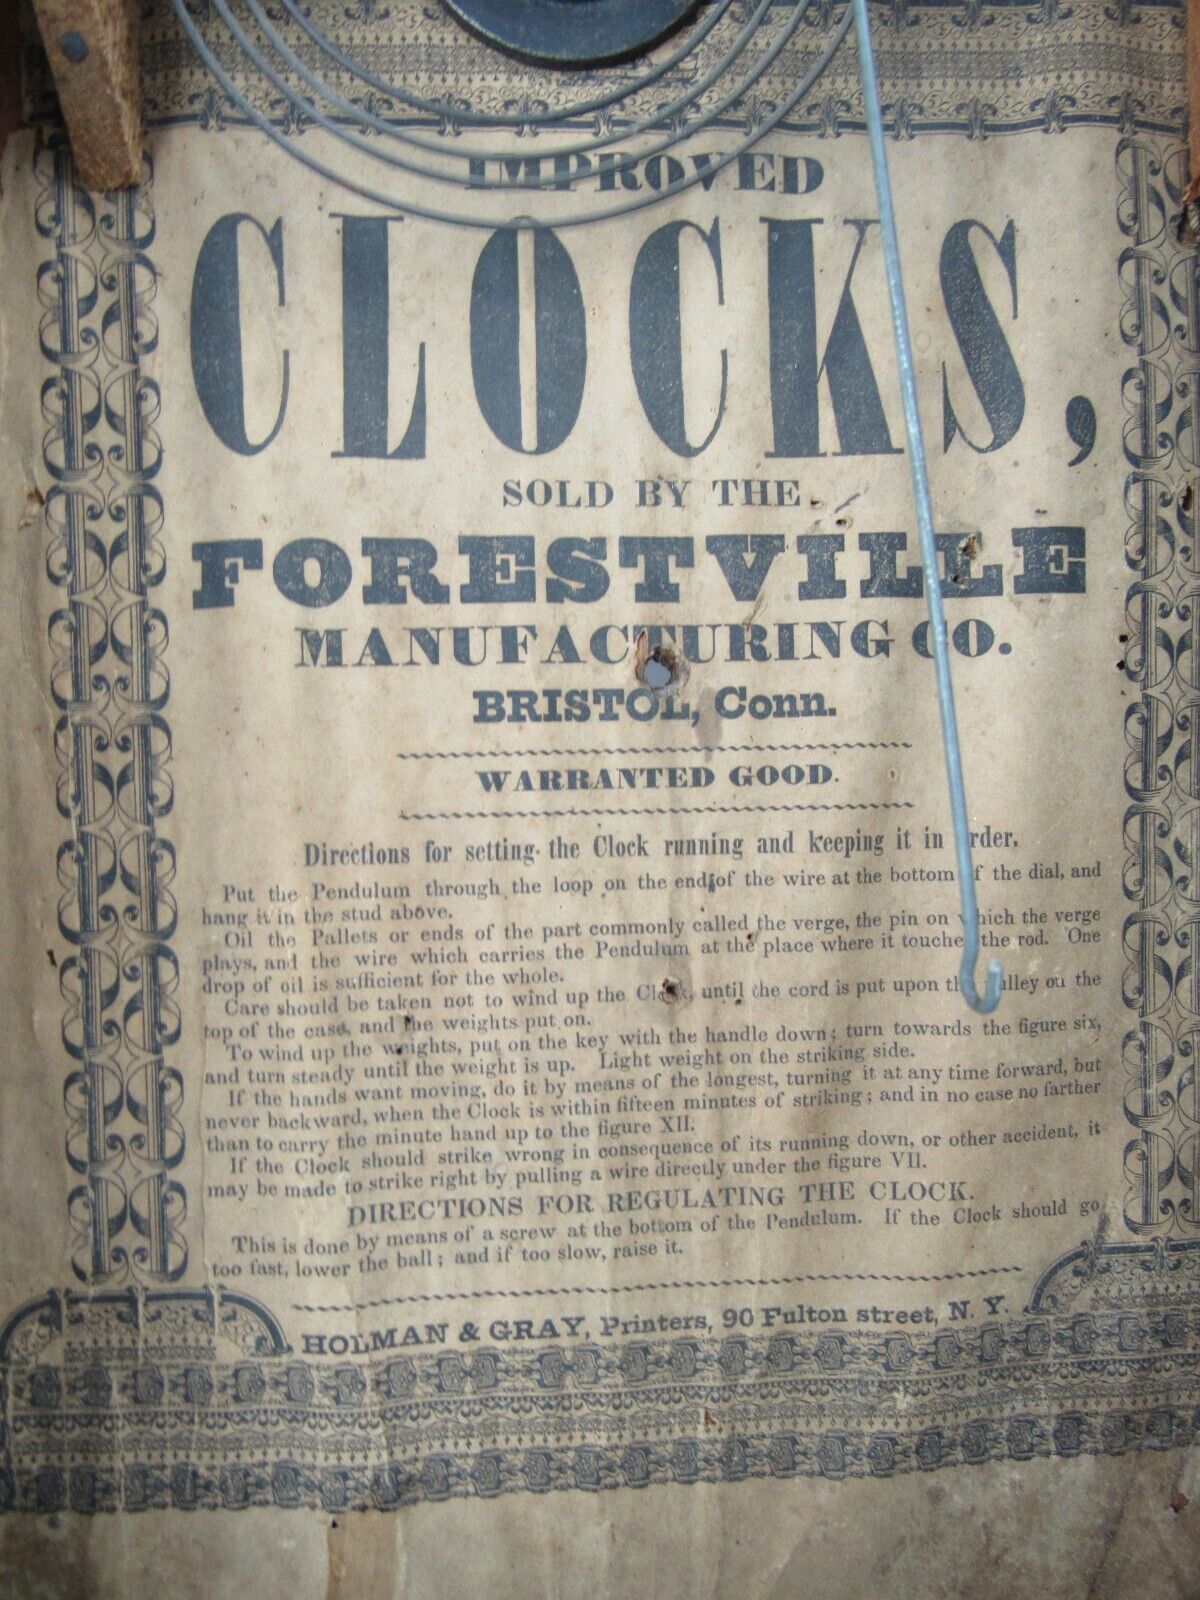 IMPROVED
CLOCKS,
SOLD BY THE
FORESTVILLE
MANUFACTURING CO.
BRISTOL, Conn.
WARRANTED GOOD.
Directions for setting the Clock running and keeping it in order.
Put the Pendulum through the loop on the end of the wire at the bottom of the dial, and
hang it in the stud above.
Oil the Pallets or ends of the part commonly called the verge, the pin on which the verge
plays, and the wire which carries the Pendulum at the place where it touches the rod. One
drop of oil is sufficient for the whole.
Care should be taken not to wind up the Clock, until the cord is put upon the pulley on the
top of the case, and the weights put on.
To wind up the weights, put on the key with the handle down; turn towards the figure six,
and turn steady until the weight is up. Light weight on the striking side.
If the hands want moving, do it by means of the longest, turning it at any time forward, but
never backward, when the Clock is within fifteen minutes of striking; and in no case no farther
than to carry the minute hand up to the figure XII.
If the Clock should strike wrong in consequence of its running down, or other accident, it
may be made to strike right by pulling a wire directly under the figure VII.
DIRECTIONS FOR REGULATING THE CLOCK.
This is done by means of a screw at the bottom of the Pendulum. If the Clock should go
too fast, lower the ball; and if too slow, raise it.
HOLMAN & GRAY, Printers, 90 Fulton street, N. Y.